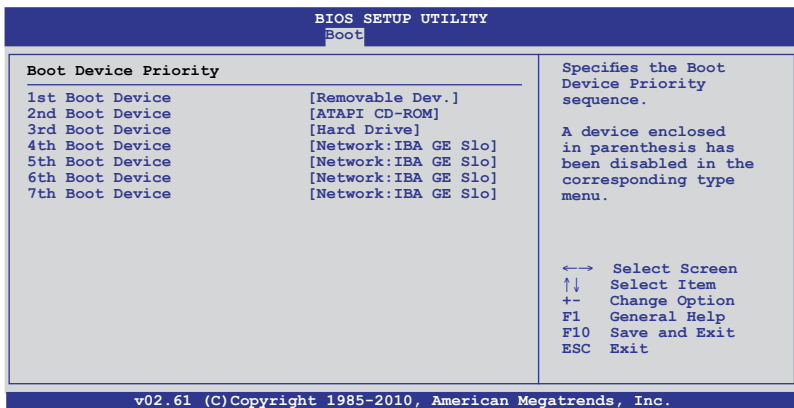 BIOS SETUP UTILITY
Boot
Boot Device Priority
1st Boot Device [Removable Dev.]
2nd Boot Device [ATAPI CD-ROM]
3rd Boot Device [Hard Drive]
4th Boot Device [Network:IBA GE Slo]
5th Boot Device [Network:IBA GE Slo]
6th Boot Device [Network:IBA GE Slo]
7th Boot Device [Network:IBA GE Slo]
Specifies the Boot
Device Priority
sequence.
A device enclosed
in parenthesis has
been disabled in the
corresponding type
menu.
←→ Select Screen
↑↓ Select Item
+- Change Option
F1 General Help
F10 Save and Exit
ESC Exit
v02.61 (C)Copyright 1985-2010, American Megatrends, Inc.